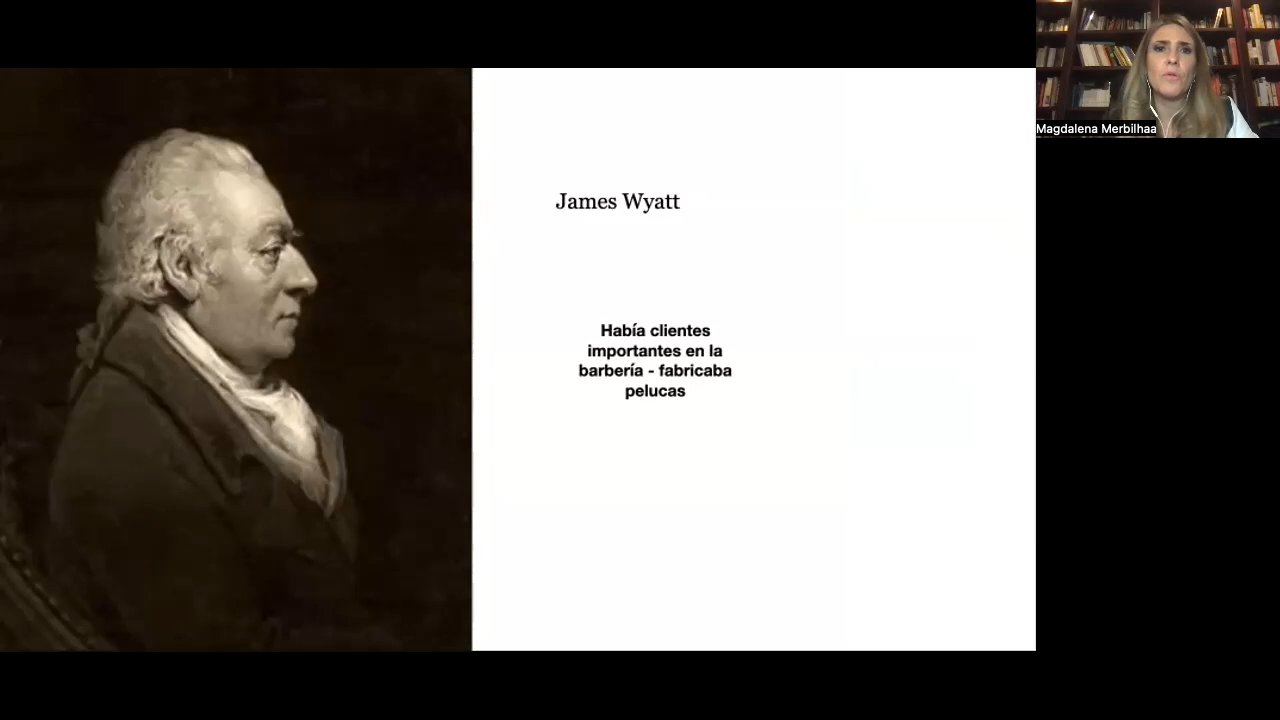 James Wyatt
Había clientes
importantes en la
barbería - fabricaba
pelucas
Magdalena Merbilhaa